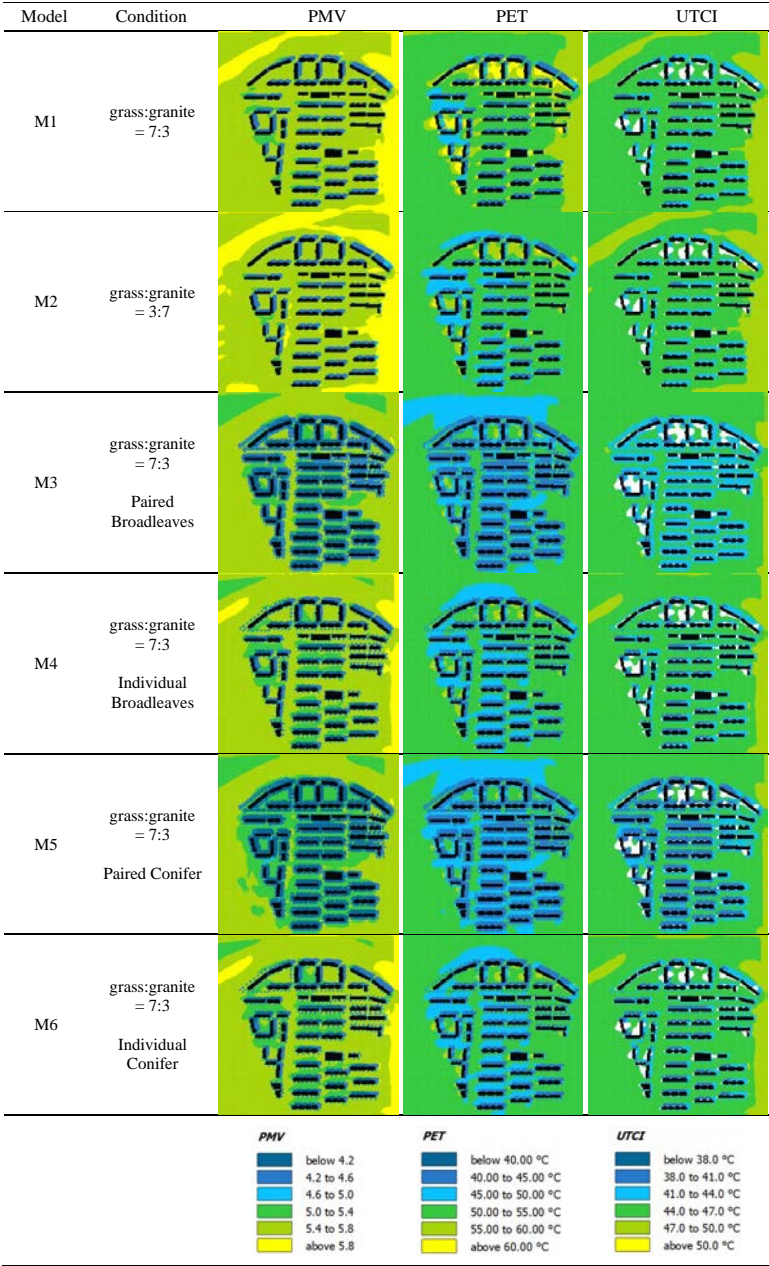 Model Condition PMV PET UTCI
M1
grass:granite
= 7:3
M2
grass:granite
= 3:7
M3
grass:granite
= 7:3
Paired
Broadleaves
M4
grass:granite
= 7:3
Individual
Broadleaves
M5
grass:granite
= 7:3
Paired Conifer
M6
grass:granite
= 7:3
Individual
Conifer
PMV
below 4.2
4.2 to 4.6
4.6 to 5.0
5.0 to 5.4
5.4 to 5.8
above 5.8
PET
below 40.00 °C
40.00 to 45.00 °C
45.00 to 50.00 °C
50.00 to 55.00 °C
55.00 to 60.00 °C
above 60.00 °C
UTCI
below 38.0 °C
38.0 to 41.0 °C
41.0 to 44.0 °C
44.0 to 47.0 °C
47.0 to 50.0 °C
above 50.0 °C